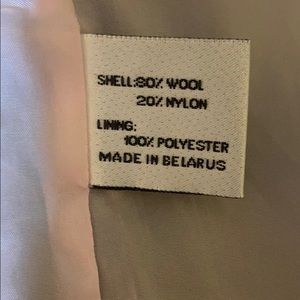 SHELL:80% WOOL
20% NYLON
LINING:
100% POLYESTER
MADE IN BELARUS